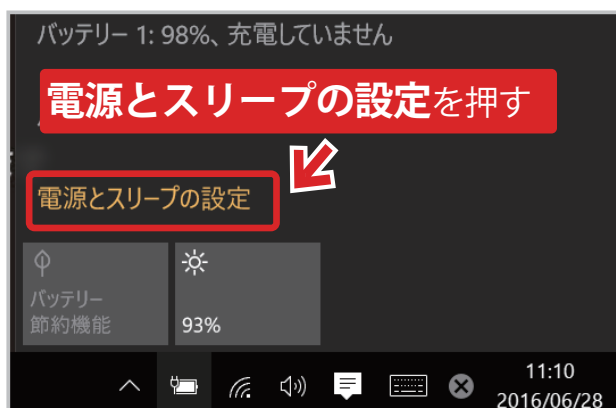 バッテリー 1: 98%、充電していません
電源とスリープの設定を押す
電源とスリープの設定
バッテリー
節約機能
93%
11:10
2016/06/28